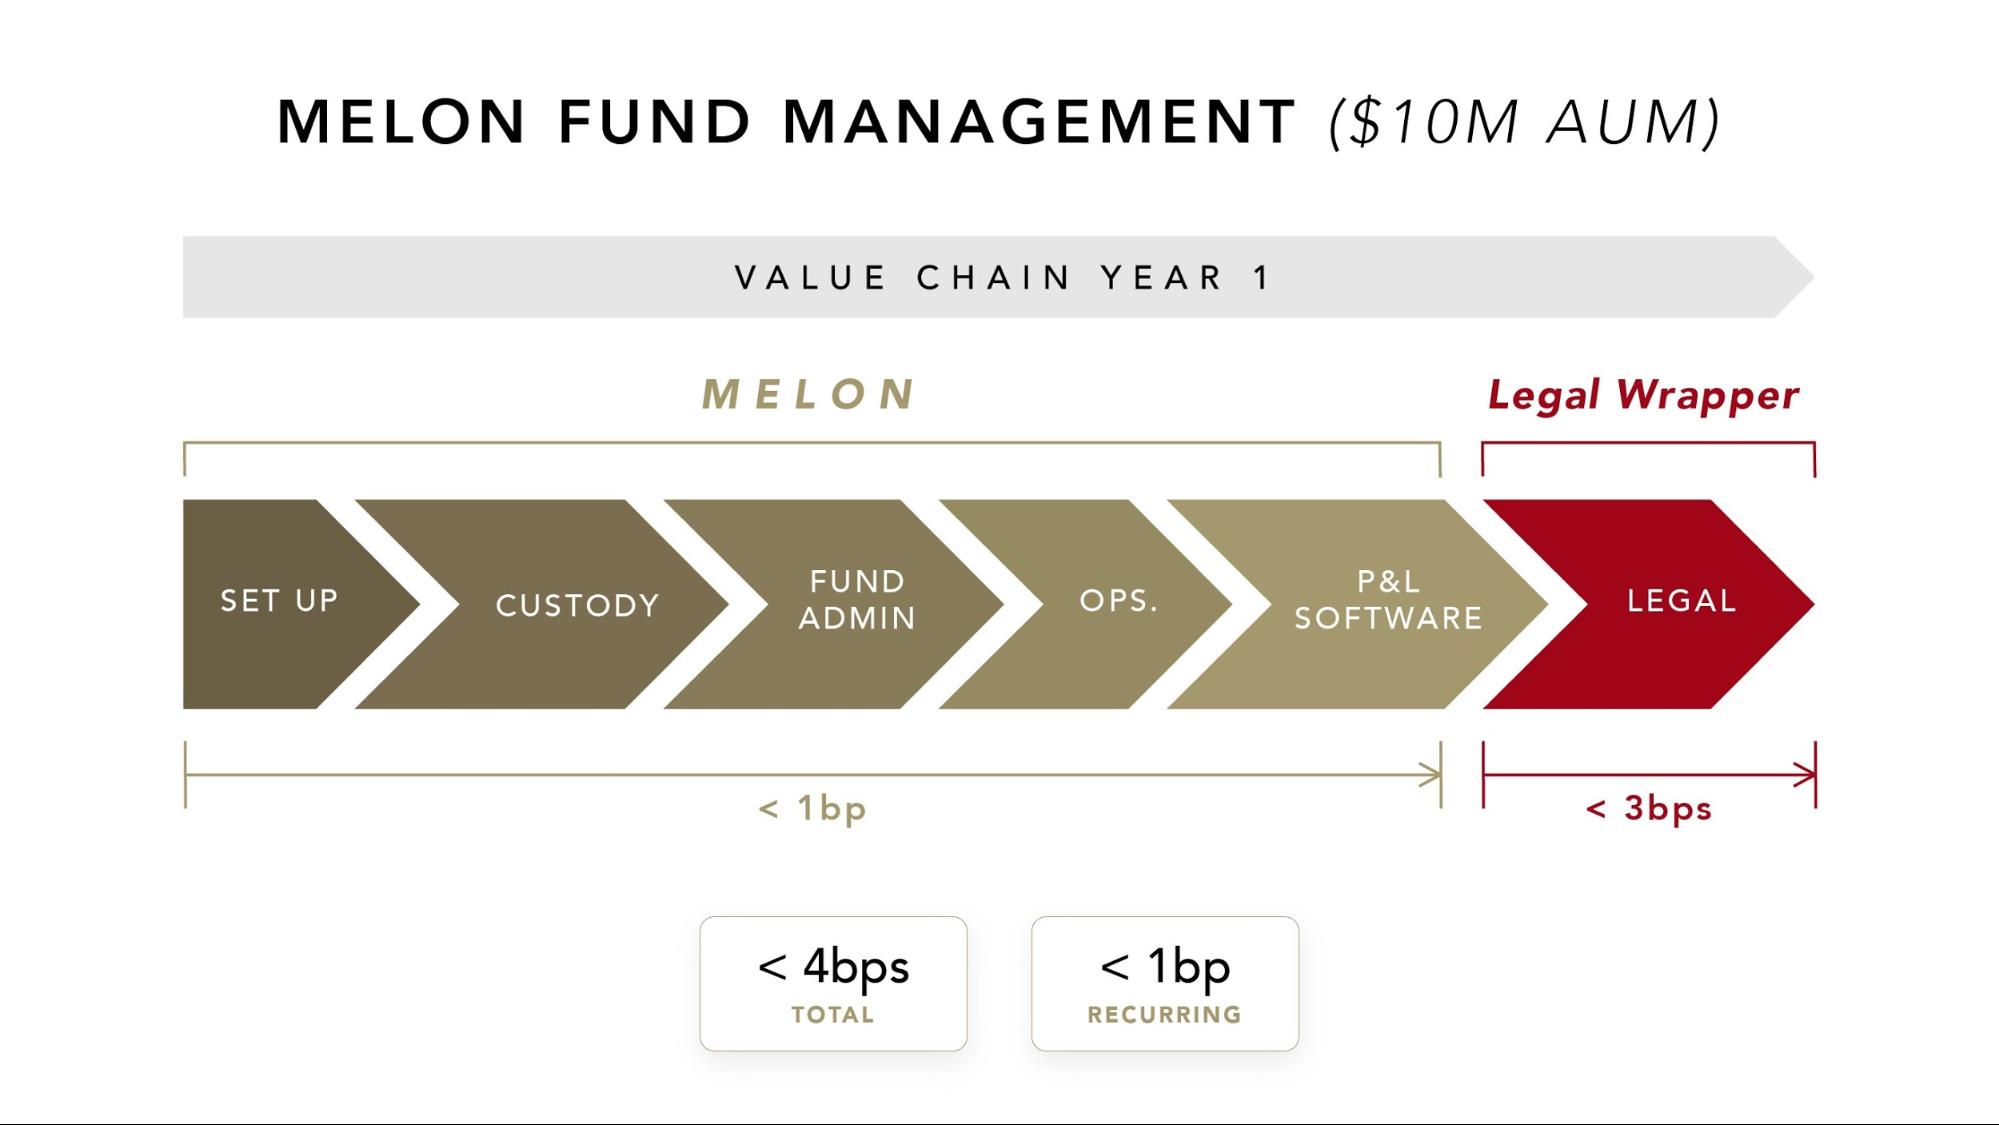 MELON FUND MANAGEMENT ($10M AUM)
VALUE CHAIN YEAR 1
MELON
Legal Wrapper
SET UP
CUSTODY
FUND
ADMIN
OPS.
P&L
SOFTWARE
LEGAL
< 1bp
< 3bps
< 4bps
TOTAL
< 1bp
RECURRING